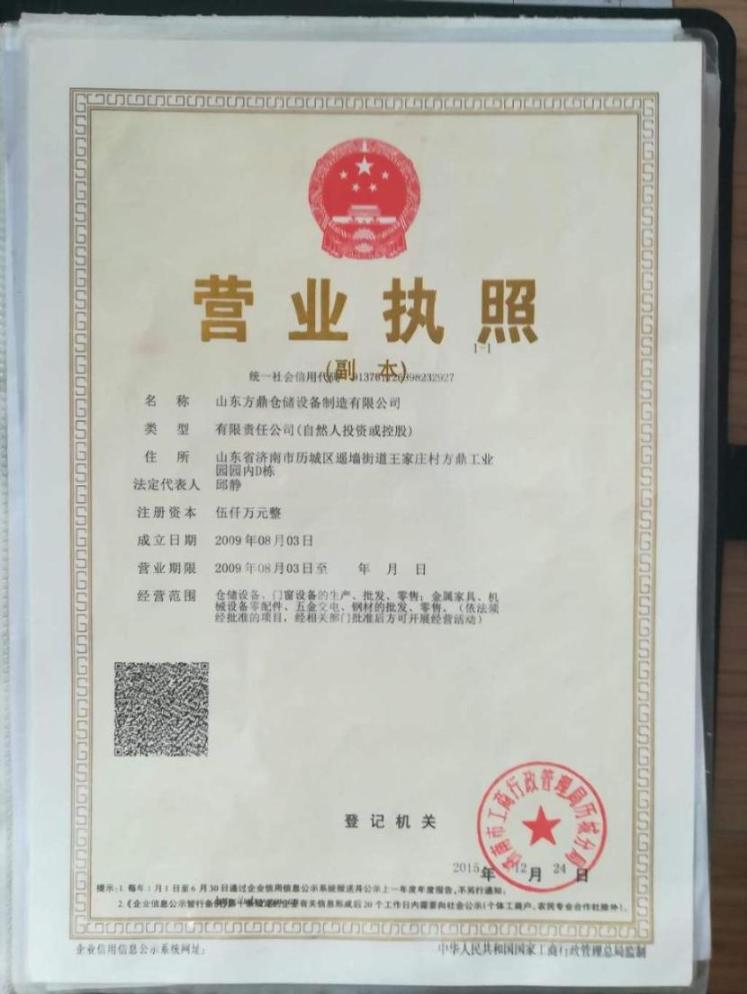 营业执照
1-1
(副 本)
统一社会信用代码
名 称 山东方鼎仓储设备制造有限公司
类 型 有限责任公司(自然人投资或控股)
住 所 山东省济南市历城区遥墙街道王家庄村方鼎工业
园园内D栋
法定代表人 邱静
注册资本 伍仟万元整
成立日期 2009年08月03日
营业期限 2009年08月03日至 年 月 日
经营范围 仓储设备、门窗设备的生产、批发、零售；金属家具、机
械设备零配件、五金交电、钢材的批发、零售。（依法须
经批准的项目，经相关部门批准后方可开展经营活动）
登记机关
济南市工商行政管理局历城分局
2015年 12月 24日
提示:1.每年1月1日至6月30日通过企业信用信息公示系统报送并公示上一年度年度报告,不另行通知。
2.《企业信息公示暂行条例》第十条规定的企业有关信息形成后20个工作日内需要向社会公示(个体工商户、农民专业合作社除外)。
企业信用信息公示系统网址:
中华人民共和国国家工商行政管理总局监制